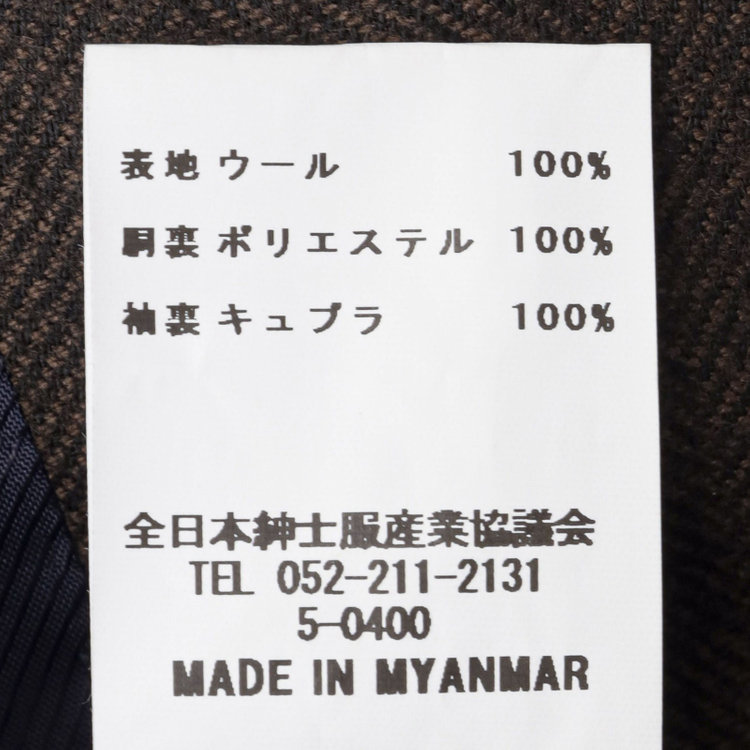 表地 ウール 100%
胴裏 ポリエステル 100%
袖裏 キュプラ 100%
全日本紳士服産業協議会
TEL 052-211-2131
5-0400
MADE IN MYANMAR